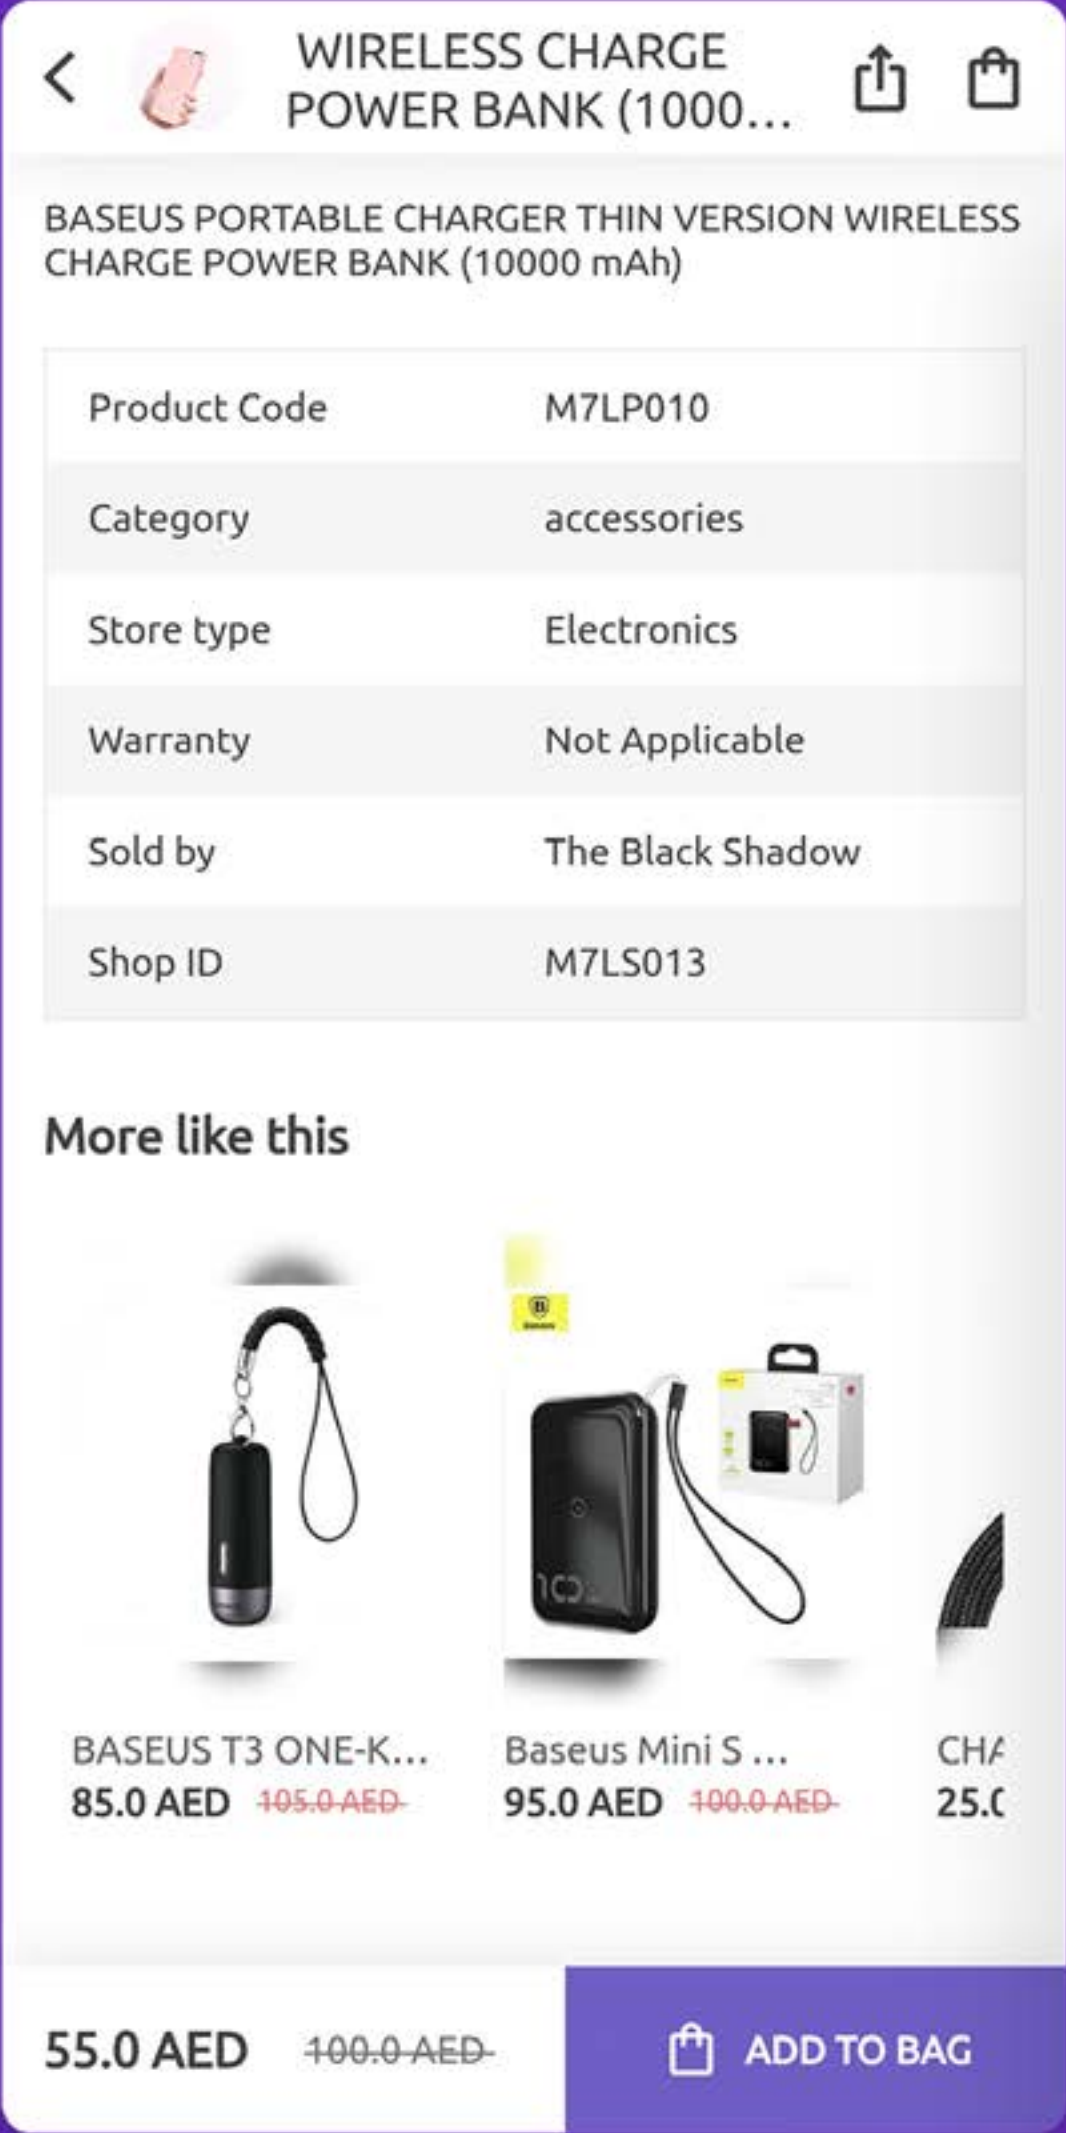 WIRELESS CHARGE
POWER BANK (1000...
BASEUS PORTABLE CHARGER THIN VERSION WIRELESS
CHARGE POWER BANK (10000 mAh)
Product Code M7LP010
Category accessories
Store type Electronics
Warranty Not Applicable
Sold by The Black Shadow
Shop ID M7LS013
More like this
BASEUS T3 ONE-K...
85.0 AED 105.0 AED
Baseus Mini S ...
95.0 AED 100.0 AED
55.0 AED 100.0 AED
ADD TO BAG